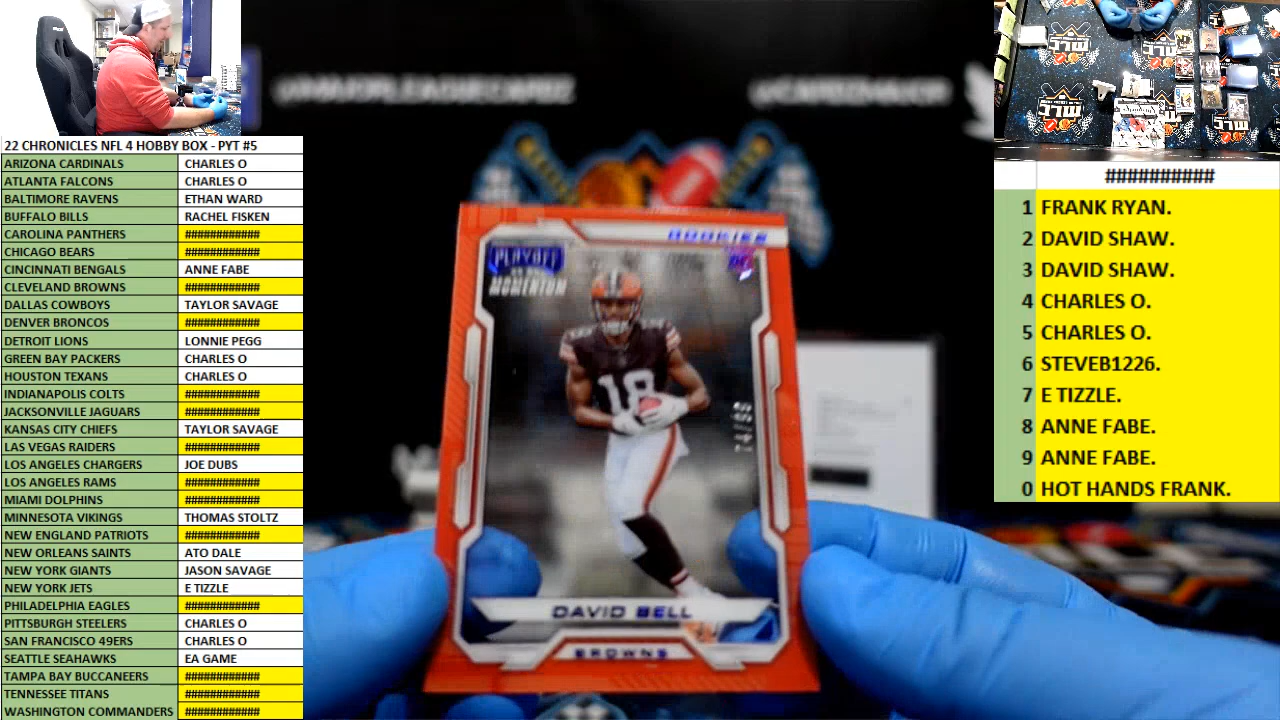 22 CHRONICLES NFL 4 HOBBY BOX - PYT #5
ARIZONA CARDINALS CHARLES O
ATLANTA FALCONS CHARLES O
BALTIMORE RAVENS ETHAN WARD
BUFFALO BILLS RACHEL FISKEN
CAROLINA PANTHERS ############
CHICAGO BEARS ############
CINCINNATI BENGALS ANNE FABE
CLEVELAND BROWNS ############
DALLAS COWBOYS TAYLOR SAVAGE
DENVER BRONCOS ############
DETROIT LIONS LONNIE PEGG
GREEN BAY PACKERS CHARLES O
HOUSTON TEXANS CHARLES O
INDIANAPOLIS COLTS ############
JACKSONVILLE JAGUARS ############
KANSAS CITY CHIEFS TAYLOR SAVAGE
LAS VEGAS RAIDERS ############
LOS ANGELES CHARGERS JOE DUBS
LOS ANGELES RAMS ############
MIAMI DOLPHINS ############
MINNESOTA VIKINGS THOMAS STOLTZ
NEW ENGLAND PATRIOTS ############
NEW ORLEANS SAINTS ATO DALE
NEW YORK GIANTS JASON SAVAGE
NEW YORK JETS E TIZZLE
PHILADELPHIA EAGLES ############
PITTSBURGH STEELERS CHARLES O
SAN FRANCISCO 49ERS CHARLES O
SEATTLE SEAHAWKS EA GAME
TAMPA BAY BUCCANEERS ############
TENNESSEE TITANS ############
WASHINGTON COMMANDERS ############
@MAJORLEAGUECARDZ
@CARDZMAJOR
ROOKIES
PLAYOFF
MOMENTUM
RC
18
74/99
DAVID BELL
BROWNS
MLC
##########
1 FRANK RYAN.
2 DAVID SHAW.
3 DAVID SHAW.
4 CHARLES O.
5 CHARLES O.
6 STEVEB1226.
7 E TIZZLE.
8 ANNE FABE.
9 ANNE FABE.
0 HOT HANDS FRANK.